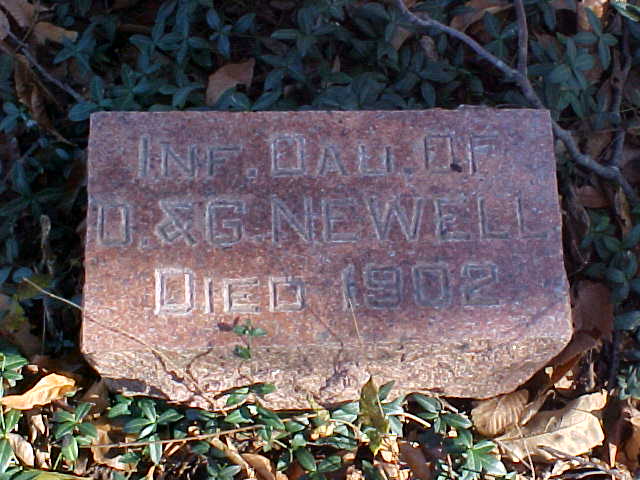 INF. DAU. OF
D. & G. NEWELL
DIED 1902